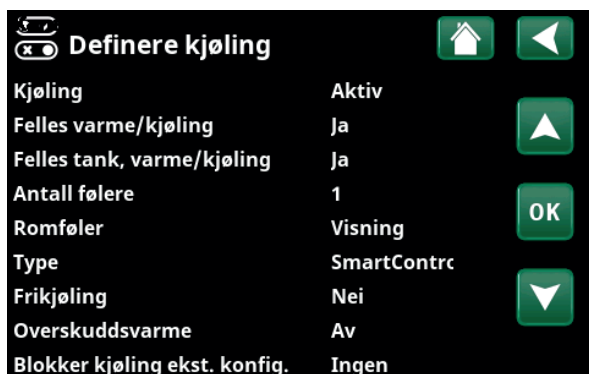 Definere kjøling
Kjøling Aktiv
Felles varme/kjøling Ja
Felles tank, varme/kjøling Ja
Antall følere 1
Romføler Visning
Type SmartContrc
Frikjøling Nei
Overskuddsvarme Av
Blokker kjøling ekst. konfig. Ingen
OK